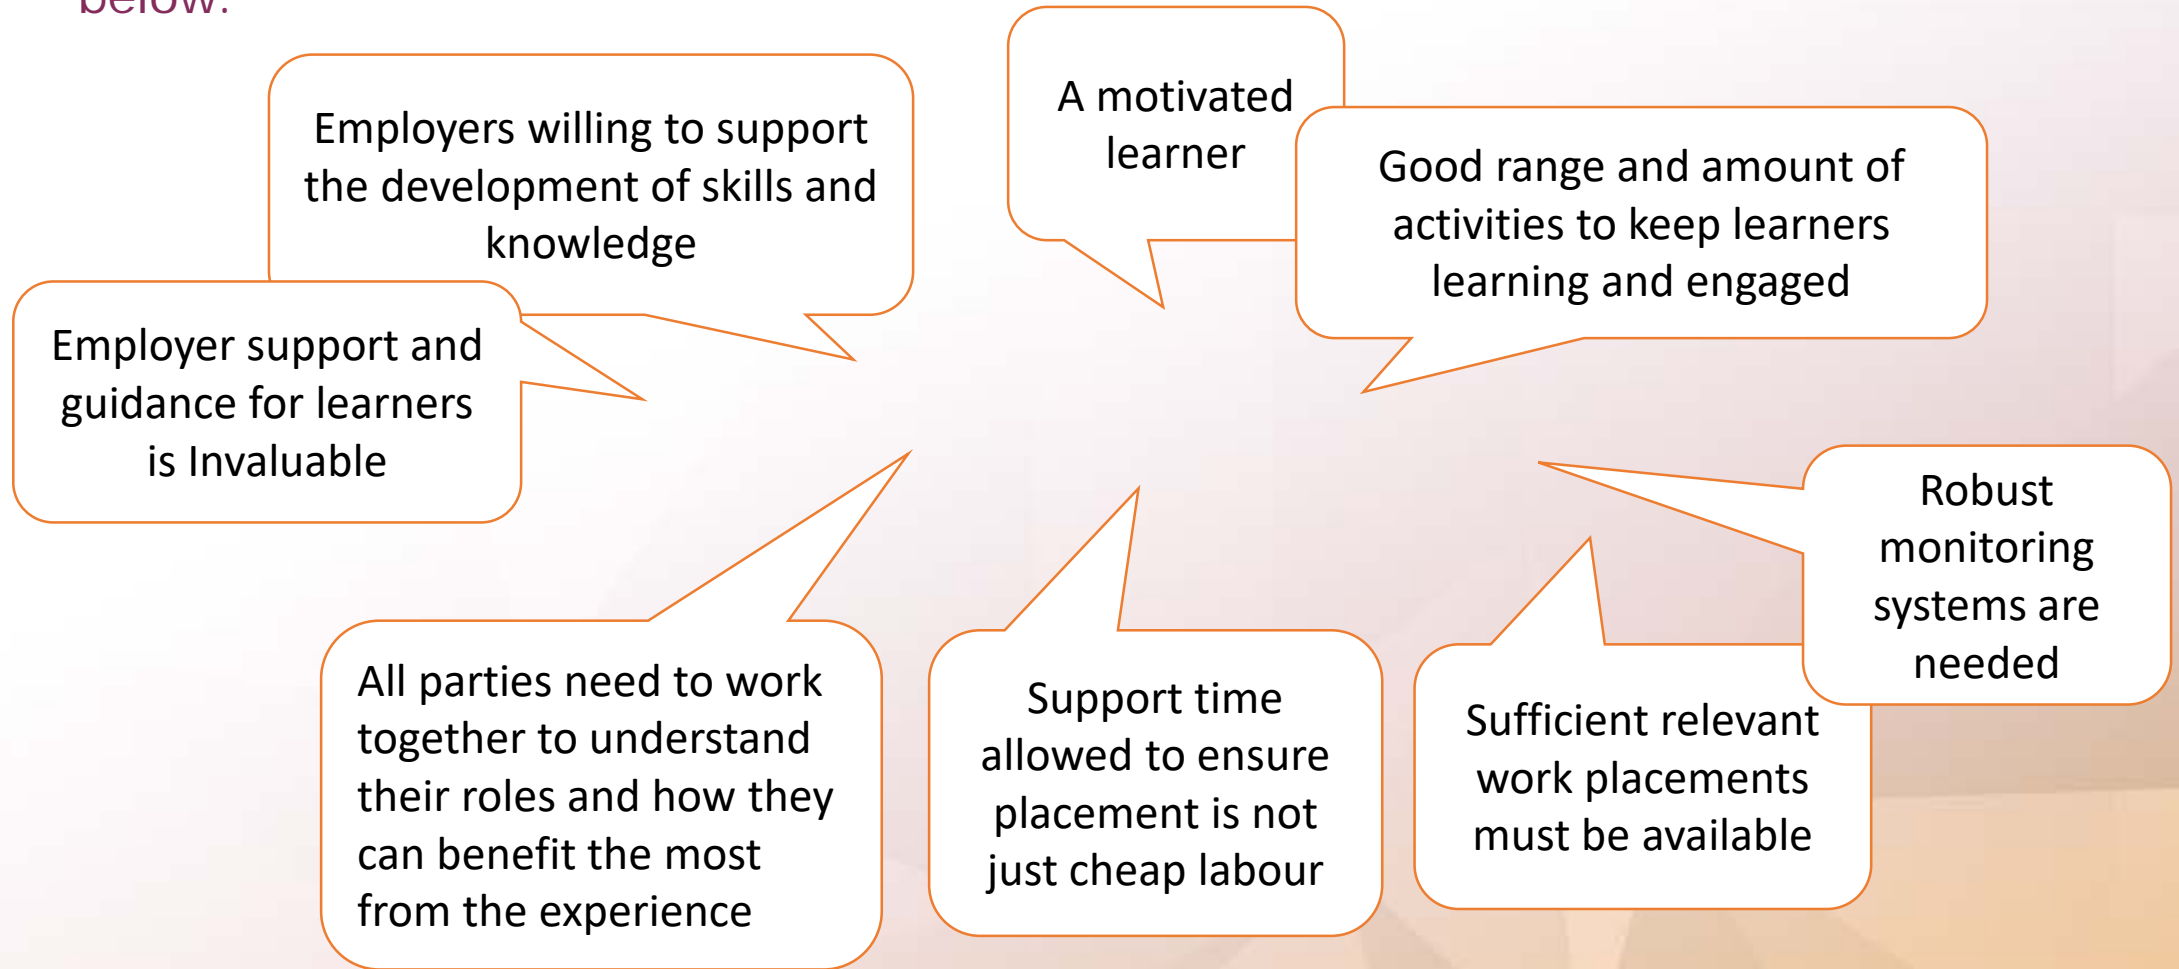 below:
Employers willing to support
the development of skills and
knowledge
A motivated
learner
Good range and amount of
activities to keep learners
learning and engaged
Employer support and
guidance for learners
is Invaluable
Robust
monitoring
systems are
needed
All parties need to work
together to understand
their roles and how they
can benefit the most
from the experience
Support time
allowed to ensure
placement is not
just cheap labour
Sufficient relevant
work placements
must be available